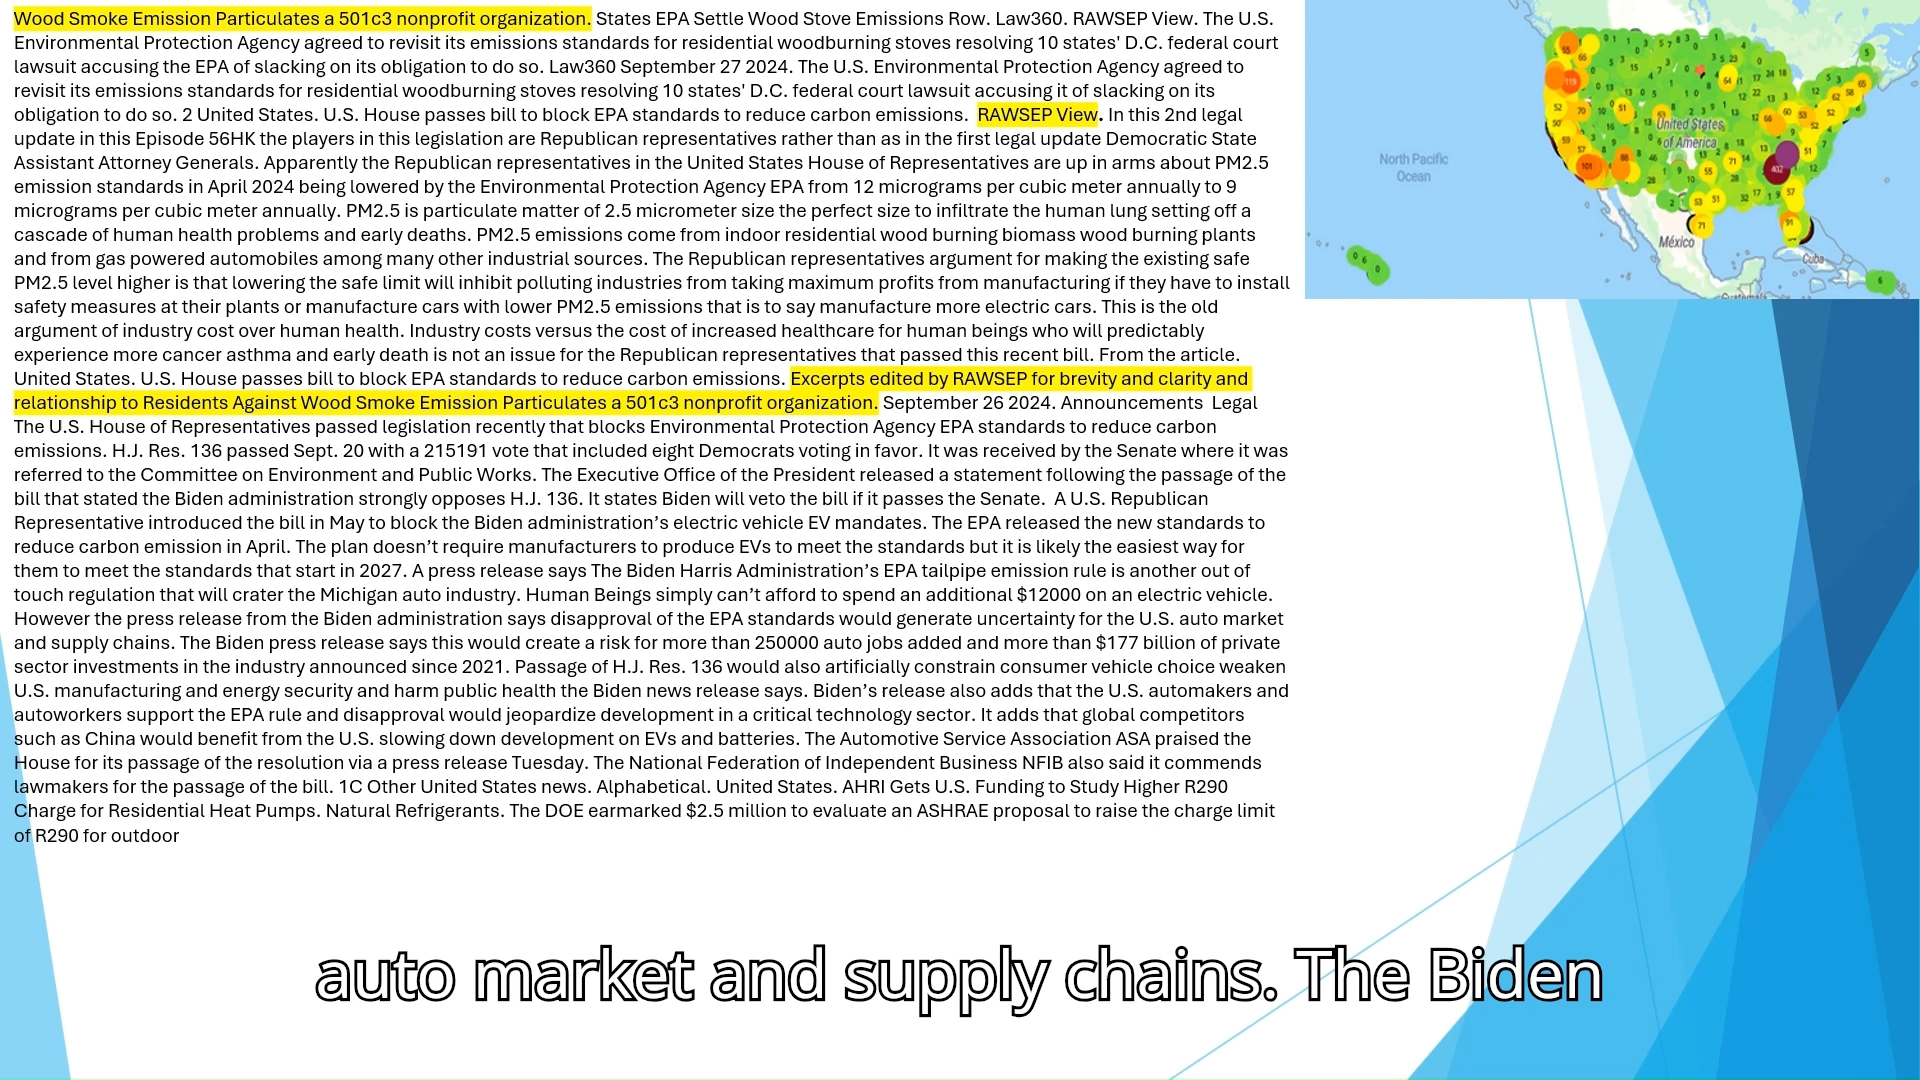 Wood Smoke Emission Particulates a 501c3 nonprofit organization. States EPA Settle Wood Stove Emissions Row. Law360. RAWSEP View. The U.S.
Environmental Protection Agency agreed to revisit its emissions standards for residential woodburning stoves resolving 10 states' D.C. federal court
lawsuit accusing the EPA of slacking on its obligation to do so. Law360 September 27 2024. The U.S. Environmental Protection Agency agreed to
revisit its emissions standards for residential woodburning stoves resolving 10 states' D.C. federal court lawsuit accusing it of slacking on its
obligation to do so. 2 United States. U.S. House passes bill to block EPA standards to reduce carbon emissions.  RAWSEP View. In this 2nd legal
update in this Episode 56HK the players in this legislation are Republican representatives rather than as in the first legal update Democratic State
Assistant Attorney Generals. Apparently the Republican representatives in the United States House of Representatives are up in arms about PM2.5
emission standards in April 2024 being lowered by the Environmental Protection Agency EPA from 12 micrograms per cubic meter annually to 9
micrograms per cubic meter annually. PM2.5 is particulate matter of 2.5 micrometer size the perfect size to infiltrate the human lung setting off a
cascade of human health problems and early deaths. PM2.5 emissions come from indoor residential wood burning biomass wood burning plants
and from gas powered automobiles among many other industrial sources. The Republican representatives argument for making the existing safe
PM2.5 level higher is that lowering the safe limit will inhibit polluting industries from taking maximum profits from manufacturing if they have to install
safety measures at their plants or manufacture cars with lower PM2.5 emissions that is to say manufacture more electric cars. This is the old
argument of industry cost over human health. Industry costs versus the cost of increased healthcare for human beings who will predictably
experience more cancer asthma and early death is not an issue for the Republican representatives that passed this recent bill. From the article.
United States. U.S. House passes bill to block EPA standards to reduce carbon emissions. Excerpts edited by RAWSEP for brevity and clarity and
relationship to Residents Against Wood Smoke Emission Particulates a 501c3 nonprofit organization. September 26 2024. Announcements  Legal
The U.S. House of Representatives passed legislation recently that blocks Environmental Protection Agency EPA standards to reduce carbon
emissions. H.J. Res. 136 passed Sept. 20 with a 215191 vote that included eight Democrats voting in favor. It was received by the Senate where it was
referred to the Committee on Environment and Public Works. The Executive Office of the President released a statement following the passage of the
bill that stated the Biden administration strongly opposes H.J. 136. It states Biden will veto the bill if it passes the Senate.  A U.S. Republican
Representative introduced the bill in May to block the Biden administration’s electric vehicle EV mandates. The EPA released the new standards to
reduce carbon emission in April. The plan doesn’t require manufacturers to produce EVs to meet the standards but it is likely the easiest way for
them to meet the standards that start in 2027. A press release says The Biden Harris Administration’s EPA tailpipe emission rule is another out of
touch regulation that will crater the Michigan auto industry. Human Beings simply can’t afford to spend an additional $12000 on an electric vehicle.
However the press release from the Biden administration says disapproval of the EPA standards would generate uncertainty for the U.S. auto market
and supply chains. The Biden press release says this would create a risk for more than 250000 auto jobs added and more than $177 billion of private
sector investments in the industry announced since 2021. Passage of H.J. Res. 136 would also artificially constrain consumer vehicle choice weaken
U.S. manufacturing and energy security and harm public health the Biden news release says. Biden’s release also adds that the U.S. automakers and
autoworkers support the EPA rule and disapproval would jeopardize development in a critical technology sector. It adds that global competitors
such as China would benefit from the U.S. slowing down development on EVs and batteries. The Automotive Service Association ASA praised the
House for its passage of the resolution via a press release Tuesday. The National Federation of Independent Business NFIB also said it commends
lawmakers for the passage of the bill. 1C Other United States news. Alphabetical. United States. AHRI Gets U.S. Funding to Study Higher R290
Charge for Residential Heat Pumps. Natural Refrigerants. The DOE earmarked $2.5 million to evaluate an ASHRAE proposal to raise the charge limit
of R290 for outdoor
North Pacific
Ocean
United States
of America
México
Cuba
auto market and supply chains. The Biden